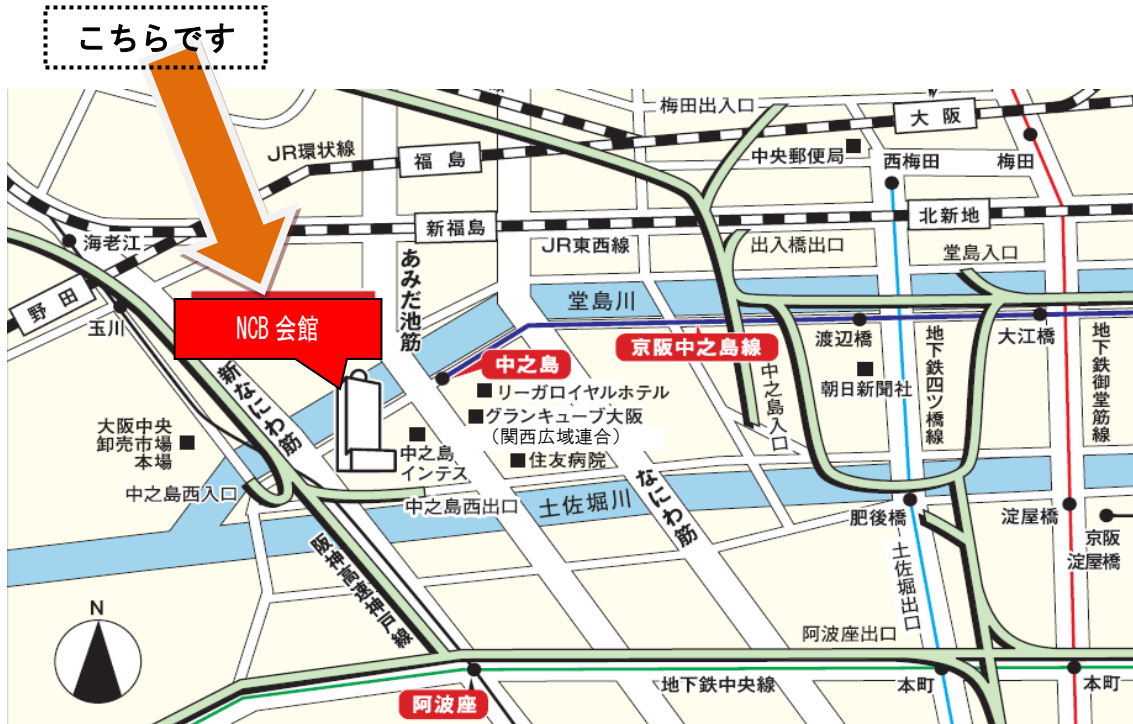 こちらです
梅田出入口
大阪
JR環状線
福島
中央郵便局
西梅田
梅田
海老江
新福島
JR東西線
北新地
出入橋出口
堂島入口
野田
玉川
あみだ池筋
堂島川
NCB 会館
京阪中之島線
渡辺橋
大江橋
地下鉄四ツ橋線
地下鉄御堂筋線
新なにわ筋
中之島
リーガロイヤルホテル
中之島入口
朝日新聞社
グランキューブ大阪
(関西広域連合)
大阪中央
卸売市場
本場
中之島
インテス
住友病院
なにわ筋
中之島西入口
中之島西出口
土佐堀川
肥後橋
淀屋橋
京阪
淀屋橋
阪神高速神戸線
土佐堀出口
N
阿波座出口
地下鉄中央線
本町
本町
阿波座